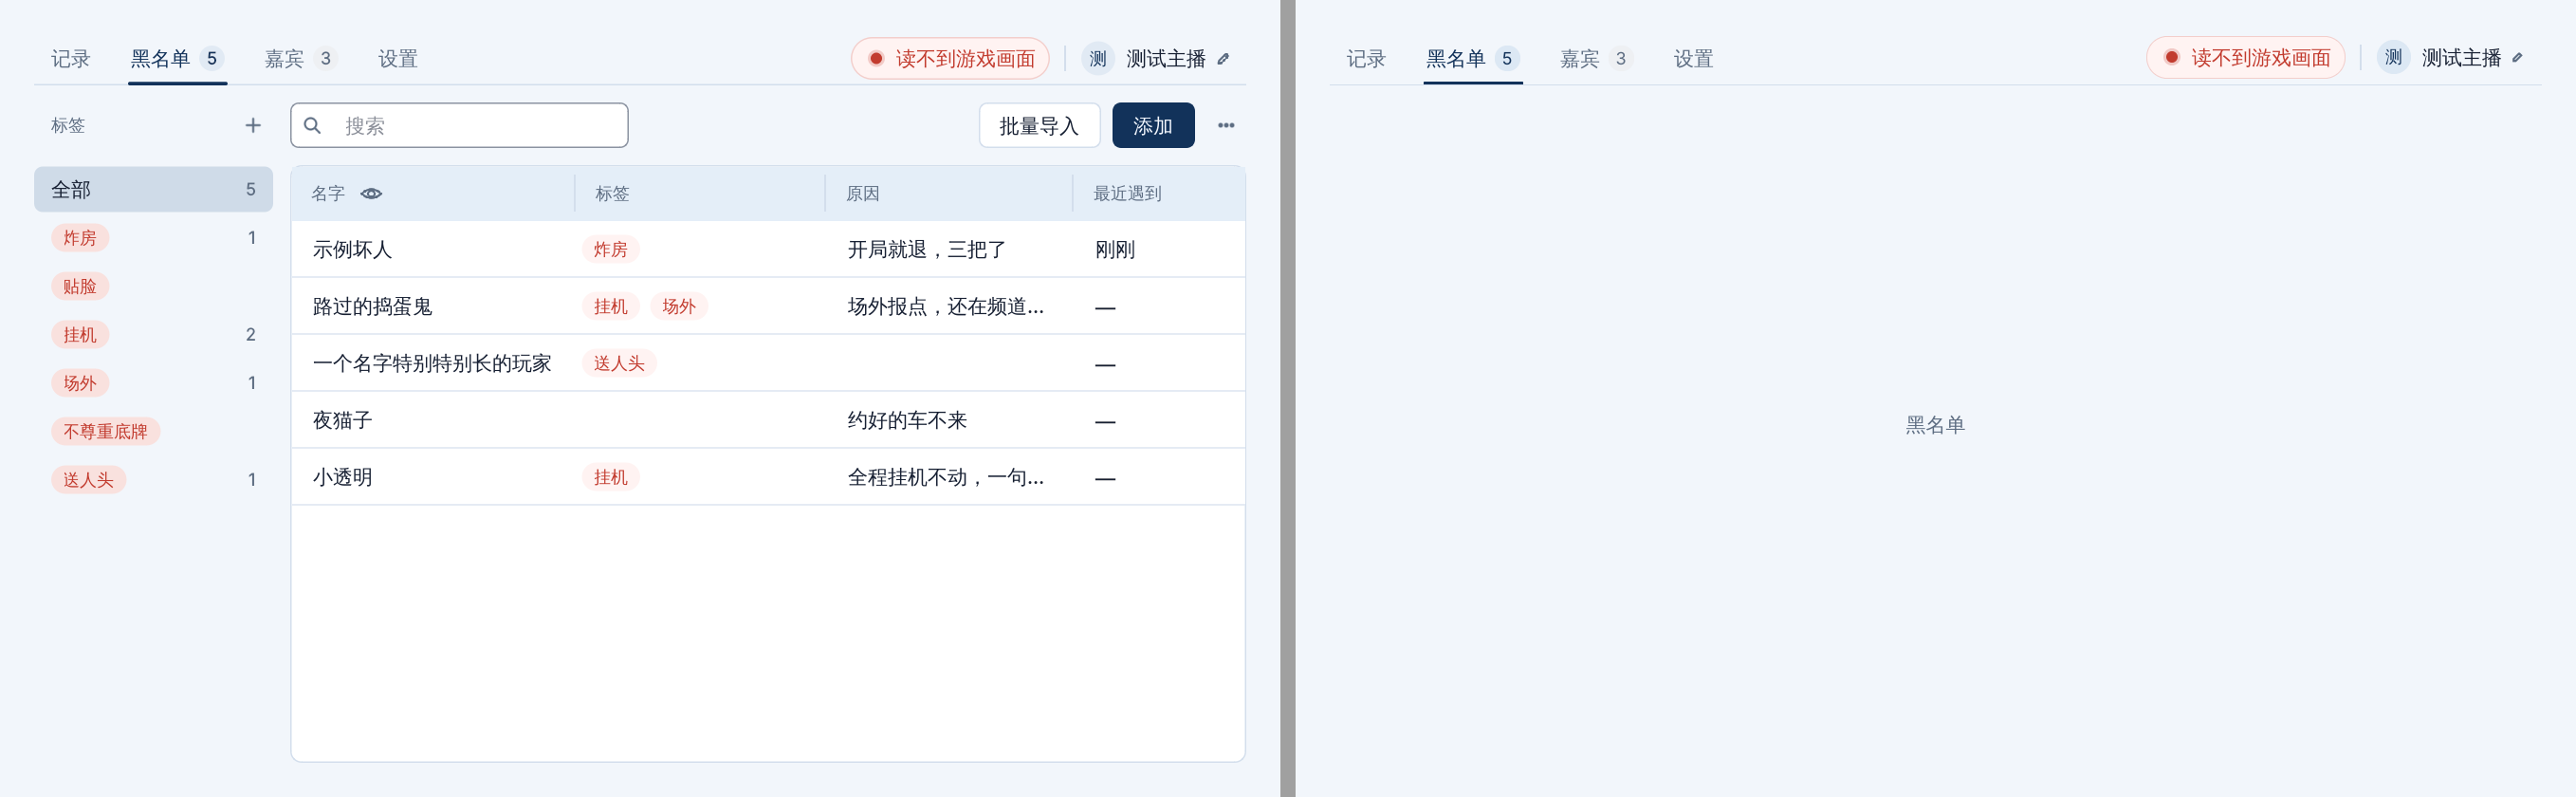 记录 黑名单 5 嘉宾 3 设置 读不到游戏画面 测 测试主播
标签 + 搜索 批量导入 添加 •••
全部 5
炸房 1
贴脸
挂机 2
场外 1
不尊重底牌
送人头 1
名字 标签 原因 最近遇到
示例坏人 炸房 开局就退，三把了 刚刚
路过的捣蛋鬼 挂机 场外 场外报点，还在频道... —
一个名字特别特别长的玩家 送人头 —
夜猫子 约好的车不来 —
小透明 挂机 全程挂机不动，一句... —
记录 黑名单 5 嘉宾 3 设置 读不到游戏画面 测 测试主播
黑名单